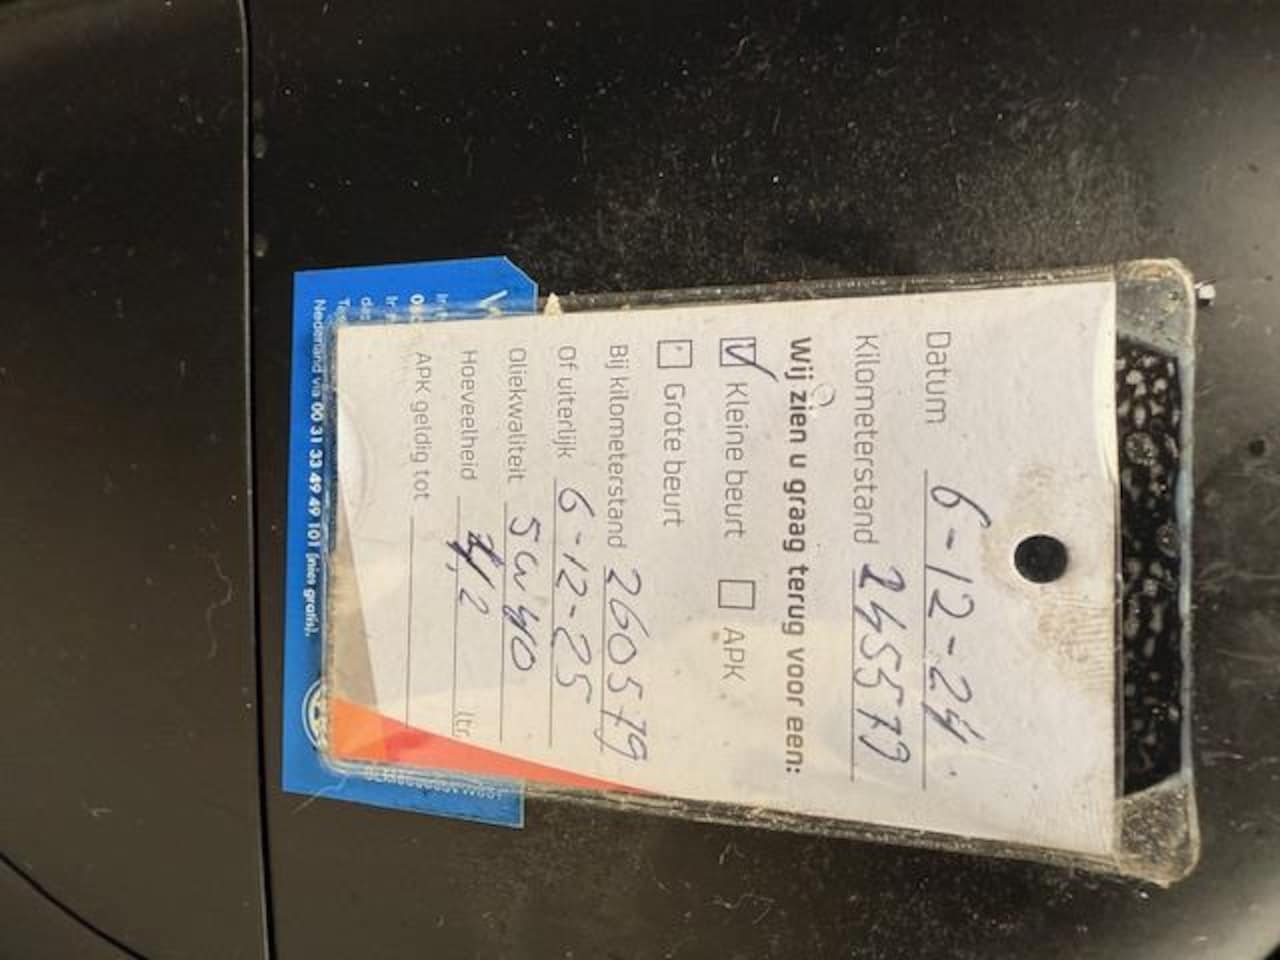 Datum 6-12-24
Kilometerstand 245579
Wij zien u graag terug voor een:
Kleine beurt APK
Grote beurt
Bij kilometerstand 260579
Of uiterlijk 6-12-25
Oliekwaliteit 5w40
Hoeveelheid 4,2 ltr
APK geldig tot
Nederland via 00 31 33 49 49 101 (niet gratis).